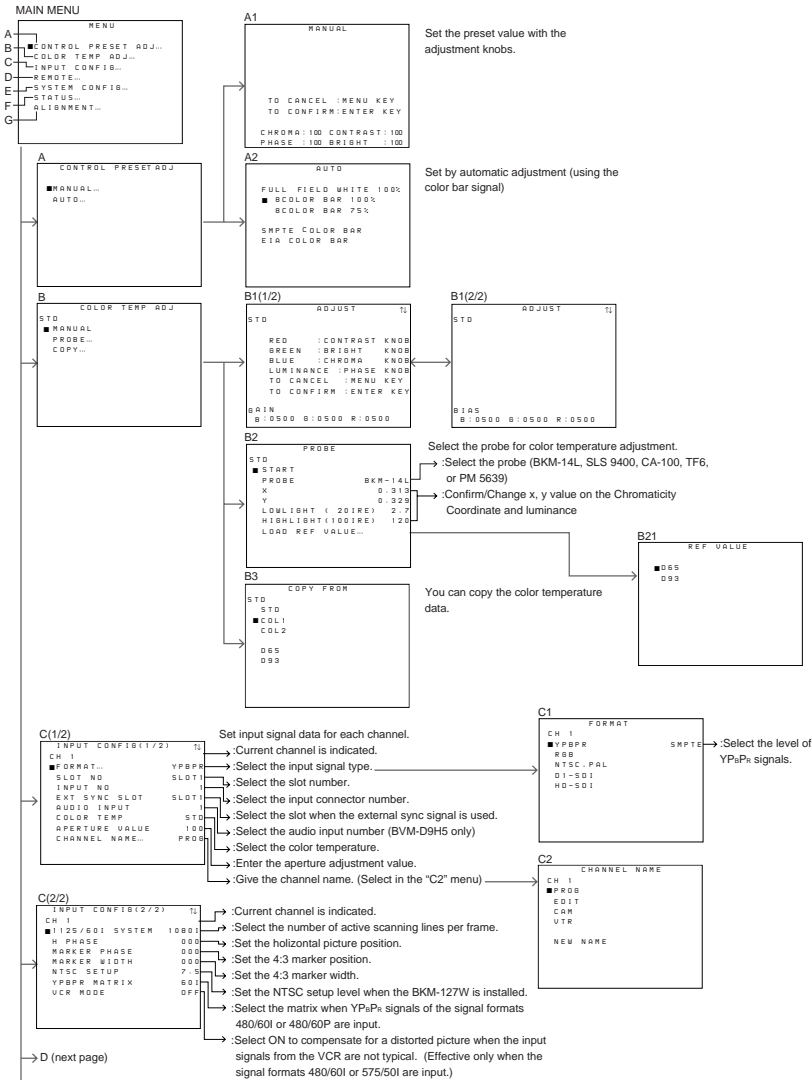 MAIN MENU
MENU
A
B
C
D
E
F
G
■CONTROL PRESET ADJ…
COLOR TEMP ADJ…
INPUT CONFIG…
REMOTE…
SYSTEM CONFIG…
STATUS…
ALIGNMENT…
A1
MANUAL
TO CANCEL :MENU KEY
TO CONFIRM:ENTER KEY
CHROMA:100 CONTRAST:100
PHASE :100 BRIGHT :100
Set the preset value with the
adjustment knobs.
A
CONTROL PRESETADJ
■MANUAL…
AUTO…
A2
AUTO
FULL FIELD WHITE 100%
■ 8COLOR BAR 100%
8COLOR BAR 75%
SMPTE COLOR BAR
EIA COLOR BAR
Set by automatic adjustment (using the
color bar signal)
B
COLOR TEMP ADJ
STD
■MANUAL
PROBE…
COPY…
B1(1/2)
ADJUST ↑↓
STD
RED :CONTRAST KNOB
GREEN :BRIGHT KNOB
BLUE :CHROMA KNOB
LUMINANCE :PHASE KNOB
TO CANCEL :MENU KEY
TO CONFIRM :ENTER KEY
GAIN
B:0500 G:0500 R:0500
B1(2/2)
ADJUST ↑↓
STD
BIAS
B:0500 G:0500 R:0500
B2
PROBE
STD
■START
PROBE BKM-14L
X 0.313
Y 0.329
LOWLIGHT ( 20IRE) 2.7
HIGHLIGHT(100IRE) 120
LOAD REF VALUE…
Select the probe for color temperature adjustment.
:Select the probe (BKM-14L, SLS 9400, CA-100, TF6,
or PM 5639)
:Confirm/Change x, y value on the Chromaticity
Coordinate and luminance
B21
REF VALUE
■D65
D93
B3
COPY FROM
STD
STD
■COL1
COL2
D65
D93
You can copy the color temperature
data.
C(1/2)
INPUT CONFIG(1/2) ↑↓
CH 1
■FORMAT… YPBPR
SLOT NO SLOT1
INPUT NO 1
EXT SYNC SLOT SLOT1
AUDIO INPUT 1
COLOR TEMP STD
APERTURE VALUE 100
CHANNEL NAME… PROG
Set input signal data for each channel.
:Current channel is indicated.
:Select the input signal type.
:Select the slot number.
:Select the input connector number.
:Select the slot when the external sync signal is used.
:Select the audio input number (BVM-D9H5 only)
:Select the color temperature.
:Enter the aperture adjustment value.
:Give the channel name. (Select in the “C2” menu)
C1
FORMAT
CH 1
■YPBPR SMPTE
RGB
NTSC.PAL
D1-SDI
HD-SDI
:Select the level of
YPBPR signals.
C2
CHANNEL NAME
CH 1
■PROG
EDIT
CAM
VTR
NEW NAME
C(2/2)
INPUT CONFIG(2/2) ↑↓
CH 1
■1125/60I SYSTEM 1080I
H PHASE 000
MARKER PHASE 000
MARKER WIDTH 000
NTSC SETUP 7.5
YPBPR MATRIX 60I
VCR MODE OFF
:Current channel is indicated.
:Select the number of active scanning lines per frame.
:Set the holizontal picture position.
:Set the 4:3 marker position.
:Set the 4:3 marker width.
:Set the NTSC setup level when the BKM-127W is installed.
:Select the matrix when YPBPR signals of the signal formats
480/60I or 480/60P are input.
:Select ON to compensate for a distorted picture when the input
signals from the VCR are not typical. (Effective only when the
signal formats 480/60I or 575/50I are input.)
D (next page)